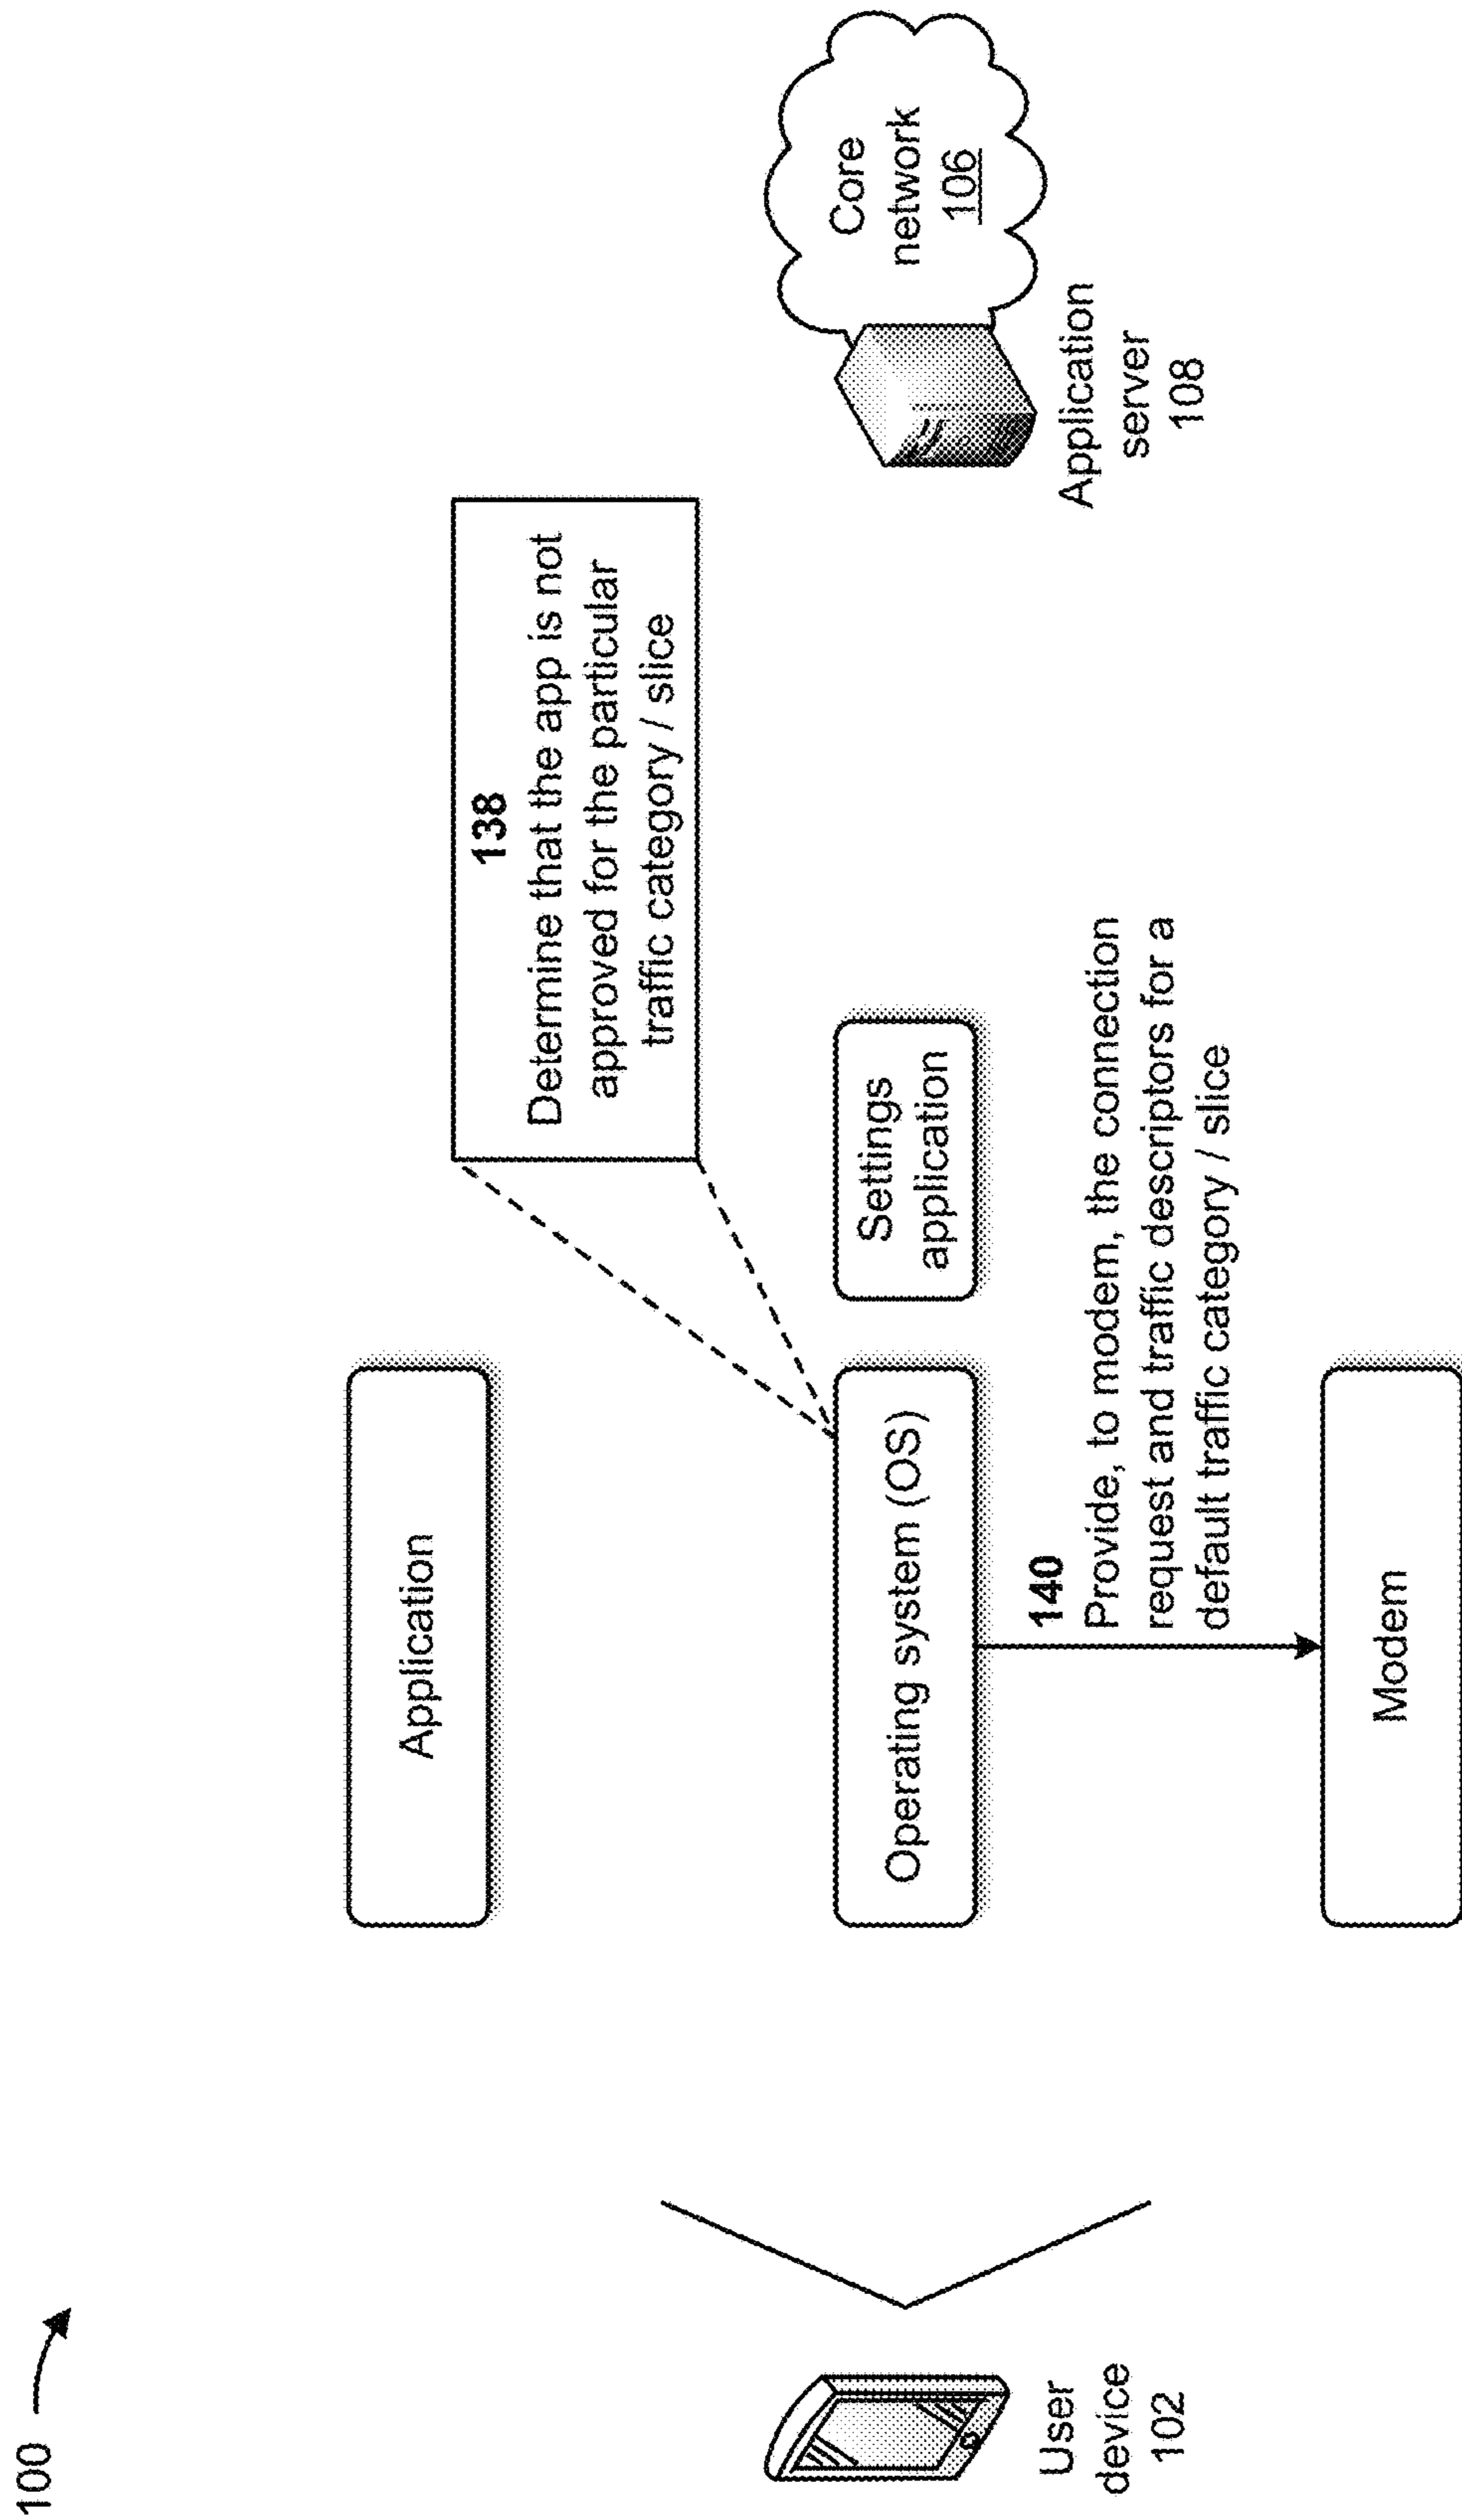 100
User
device
102
Application
Operating system (OS)
Settings
application
138
Determine that the app is not
approved for the particular
traffic category / slice
140
Provide, to modem, the connection
request and traffic descriptors for a
default traffic category / slice
Modem
Core
network
106
Application
server
108